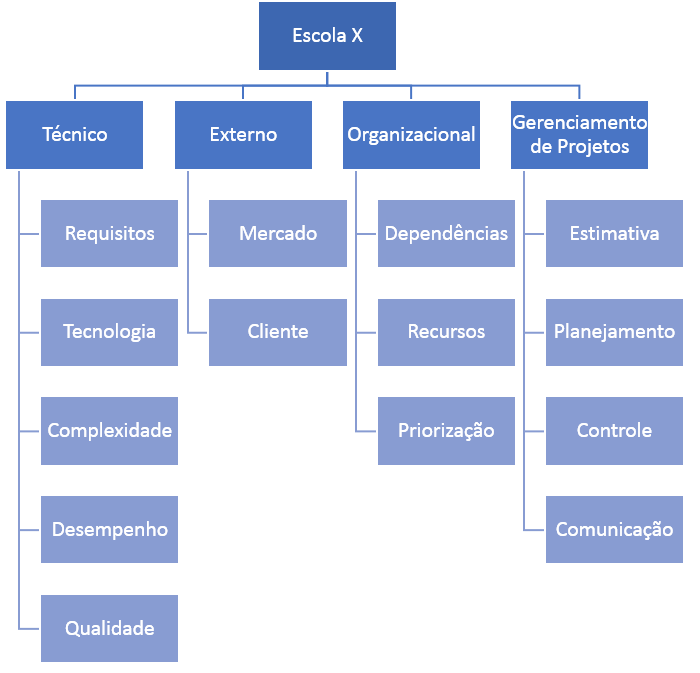 Escola X
Técnico
Externo
Organizacional
Gerenciamento
de Projetos
Requisitos
Mercado
Dependências
Estimativa
Tecnologia
Cliente
Recursos
Planejamento
Complexidade
Priorização
Controle
Desempenho
Comunicação
Qualidade